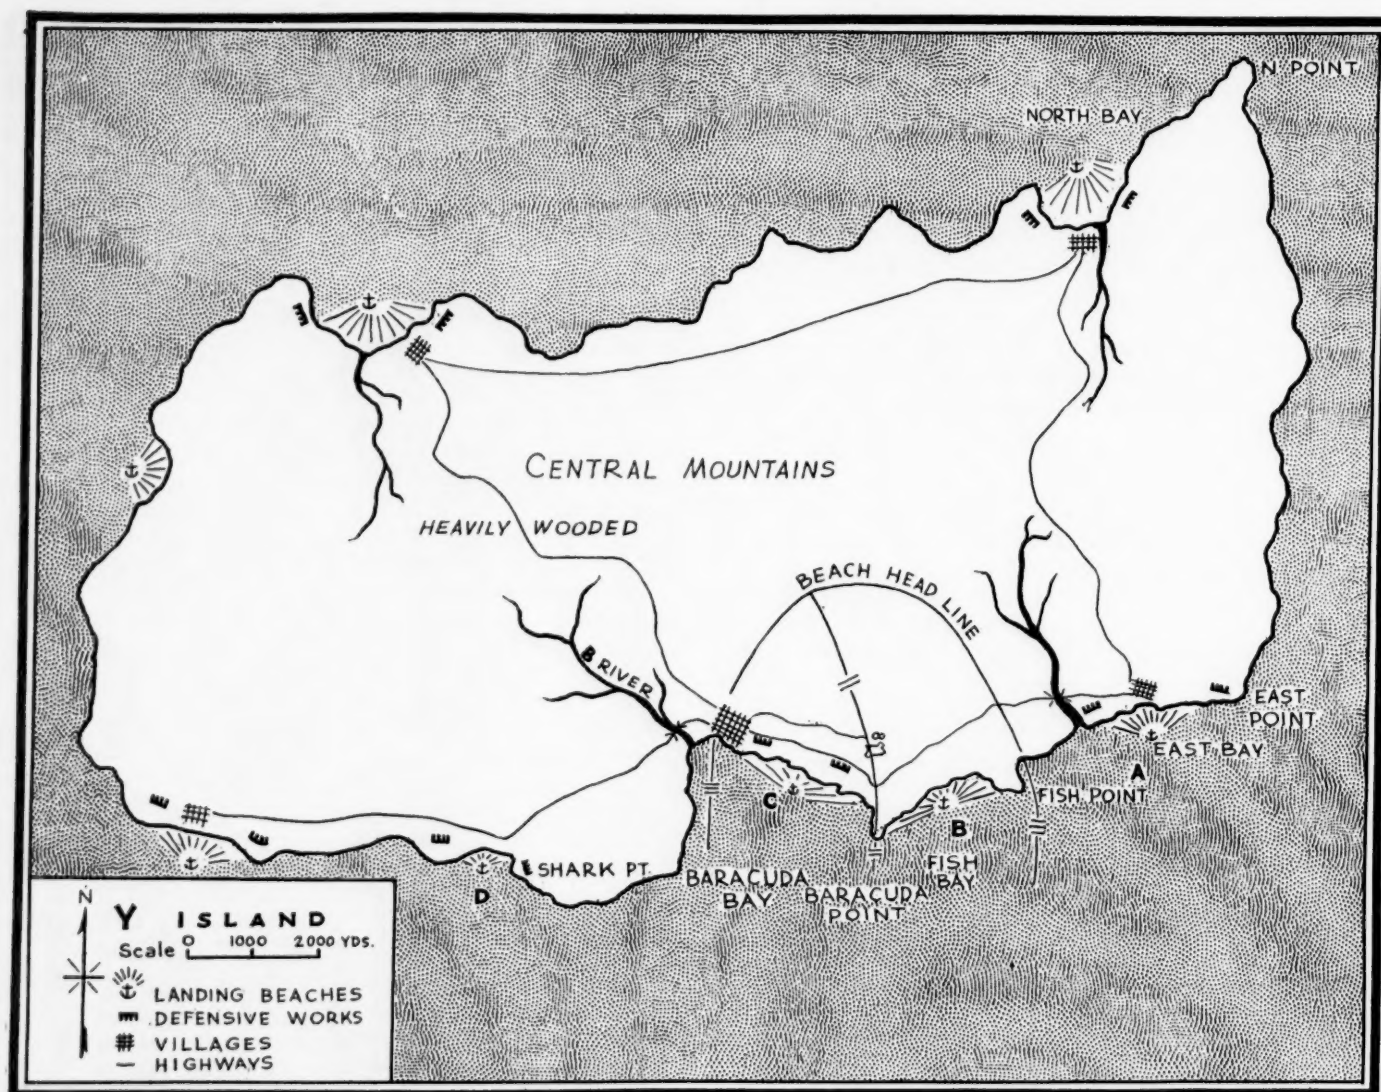 N POINT
NORTH BAY
CENTRAL MOUNTAINS
HEAVILY WOODED
BEACH HEAD LINE
B RIVER
EAST POINT
EAST BAY
A
FISH POINT
C
B
FISH BAY
SHARK PT.
D
BARACUDA BAY
BARACUDA POINT
N
Y ISLAND
Scale 0 1000 2000 YDS.
LANDING BEACHES
DEFENSIVE WORKS
VILLAGES
HIGHWAYS